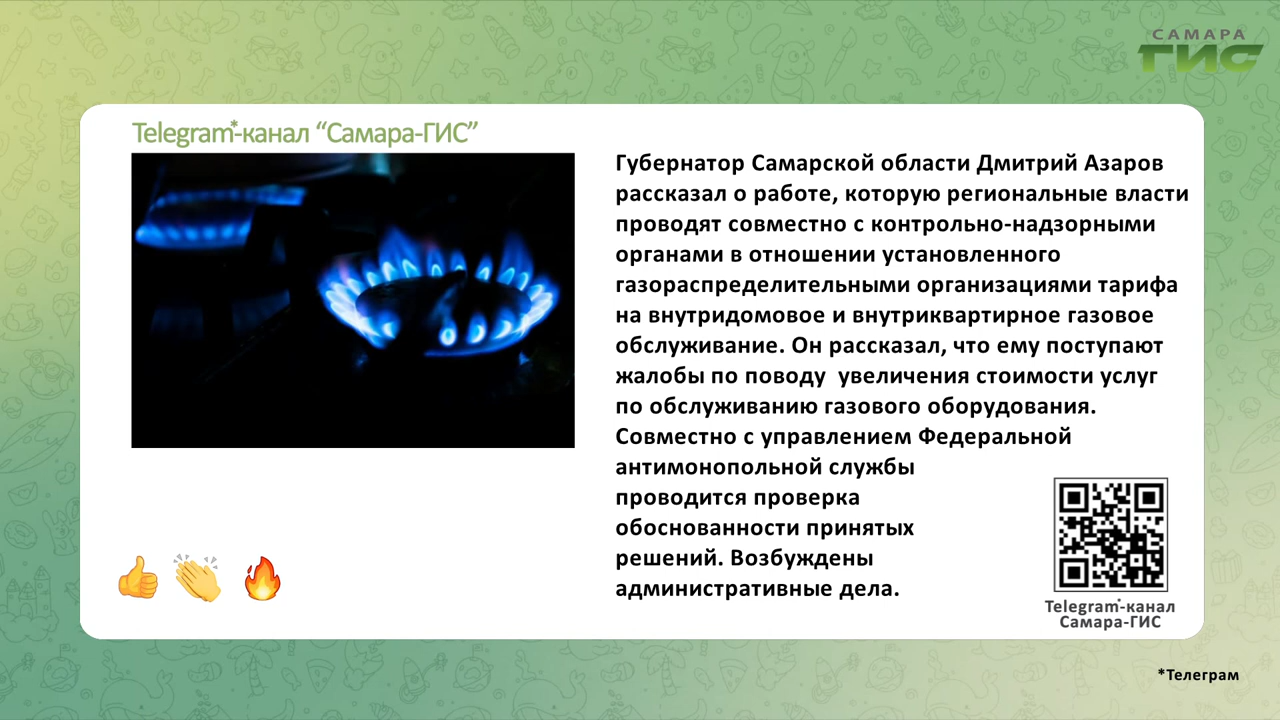 САМАРА
ГИС
Telegram*-канал “Самара-ГИС”
Губернатор Самарской области Дмитрий Азаров
рассказал о работе, которую региональные власти
проводят совместно с контрольно-надзорными
органами в отношении установленного
газораспределительными организациями тарифа
на внутридомовое и внутриквартирное газовое
обслуживание. Он рассказал, что ему поступают
жалобы по поводу  увеличения стоимости услуг
по обслуживанию газового оборудования.
Совместно с управлением Федеральной
антимонопольной службы
проводится проверка
обоснованности принятых
решений. Возбуждены
административные дела.
Telegram*-канал
Самара-ГИС
*Телеграм